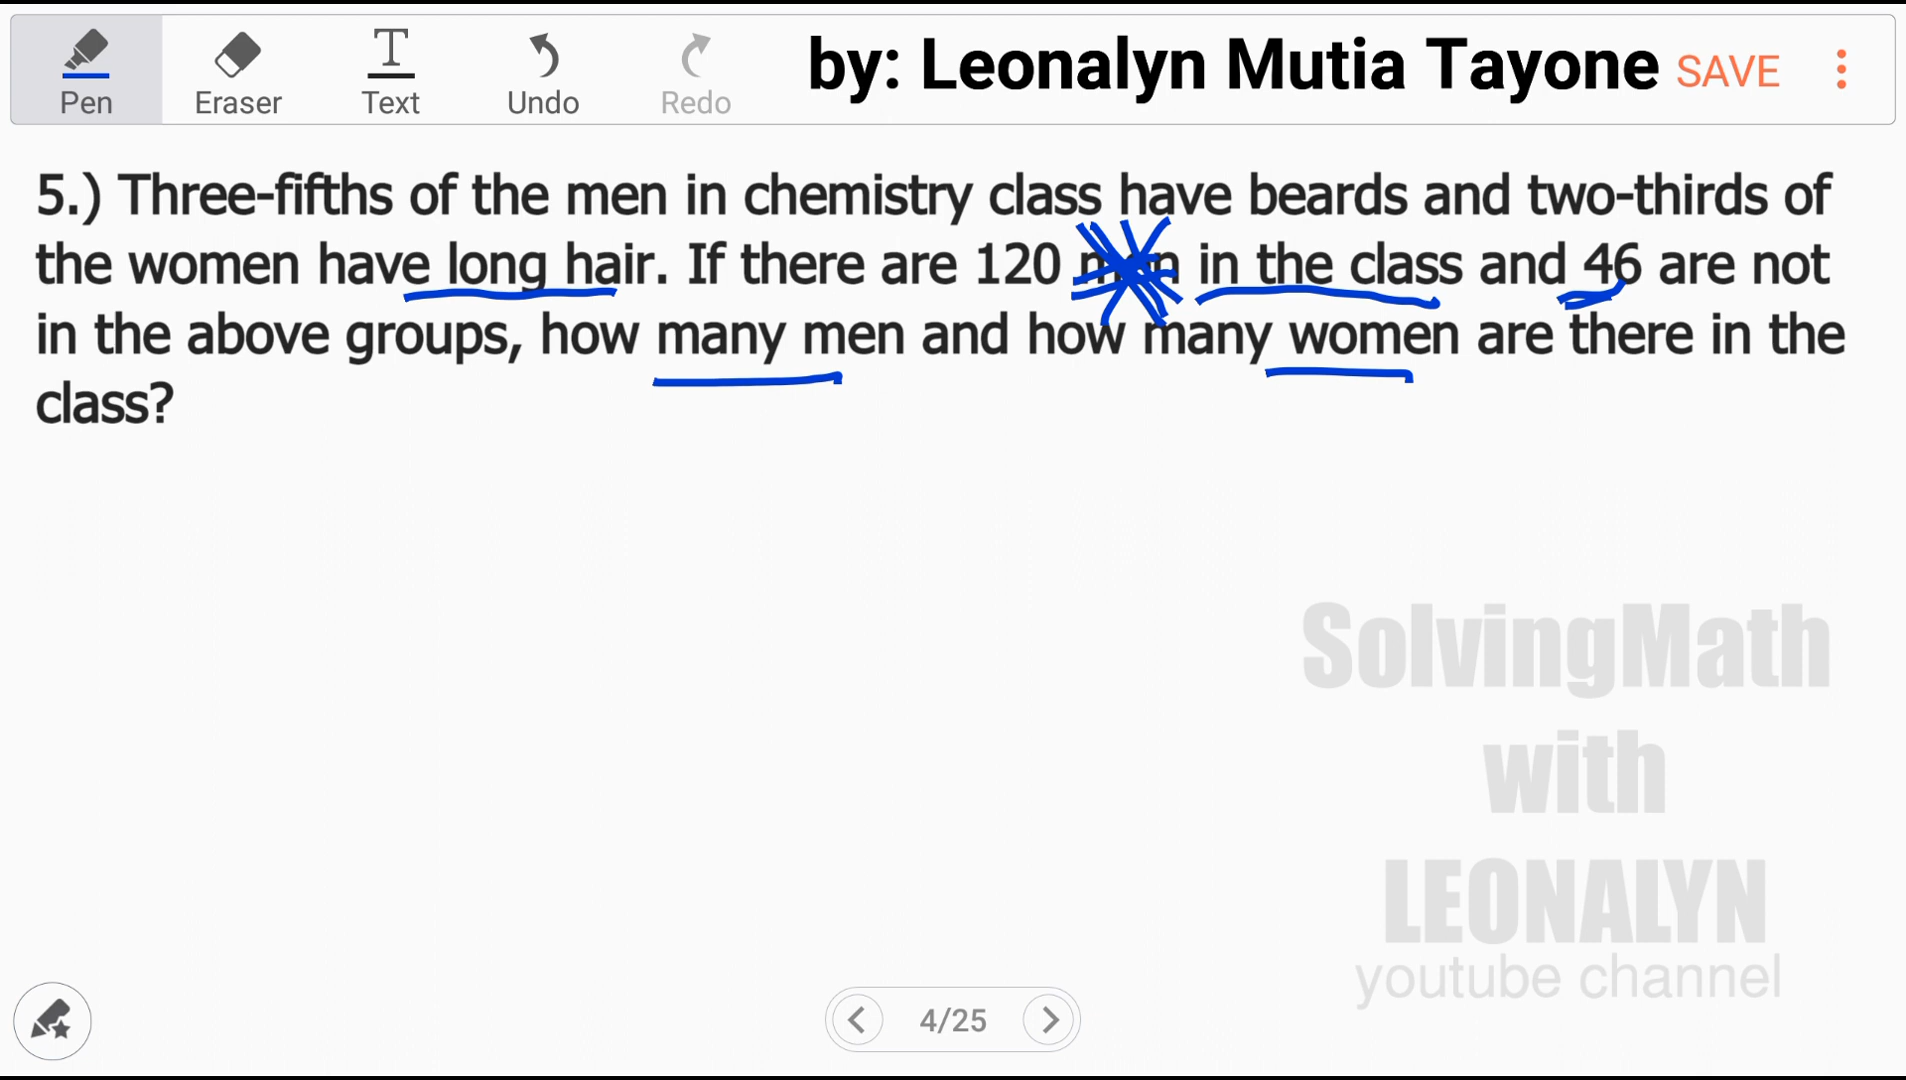 Pen
Eraser
Text
Undo
Redo
by: Leonalyn Mutia Tayone
SAVE
5.) Three-fifths of the men in chemistry class have beards and two-thirds of
the women have long hair. If there are 120 in the class and 46 are not
in the above groups, how many men and how many women are there in the
class?
SolvingMath
with
LEONALYN
youtube channel
4/25